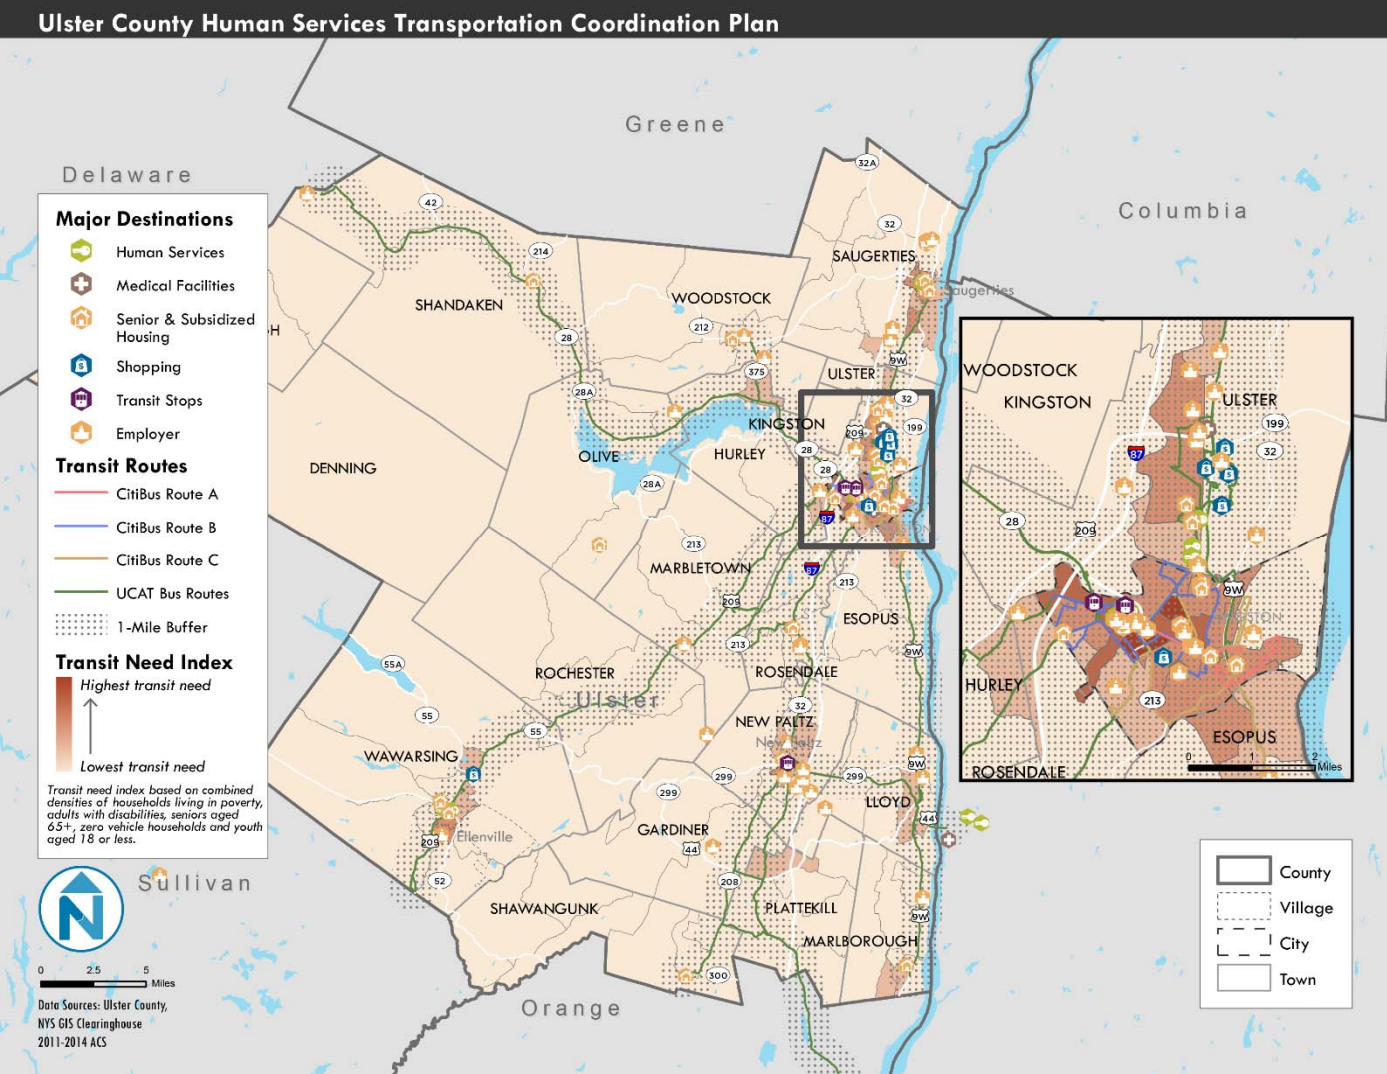 Ulster County Human Services Transportation Coordination Plan
Greene
Delaware
Columbia
Major Destinations
Human Services
Medical Facilities
Senior & Subsidized
Housing
Shopping
Transit Stops
Employer
Transit Routes
CitiBus Route A
CitiBus Route B
CitiBus Route C
UCAT Bus Routes
1-Mile Buffer
Transit Need Index
Highest transit need
Lowest transit need
Transit need index based on combined
densities of households living in poverty,
adults with disabilities, seniors aged
65+, zero vehicle households and youth
aged 18 or less.
32A
42
32
214
SAUGERTIES
Saugerties
SHANDAKEN
WOODSTOCK
212
28
9W
375
ULSTER
28A
32
KINGSTON
209
199
OLIVE
HURLEY
28
28
DENNING
28A
87
213
MARBLETOWN
87
213
209
ESOPUS
213
9W
55A
ROCHESTER
ROSENDALE
Ulster
32
55
NEW PALTZ
New Paltz
55
WAWARSING
299
299
9W
299
LLOYD
44
GARDINER
44
Ellenville
209
52
208
SHAWANGUNK
PLATTEKILL
9W
MARLBOROUGH
300
Orange
Sullivan
H
WOODSTOCK
KINGSTON
ULSTER
199
32
87
28
209
9W
HURLEY
213
ESOPUS
ROSENDALE
0 1 2
Miles
County
Village
City
Town
N
0 2.5 5
Miles
Data Sources: Ulster County,
NYS GIS Clearinghouse
2011-2014 ACS